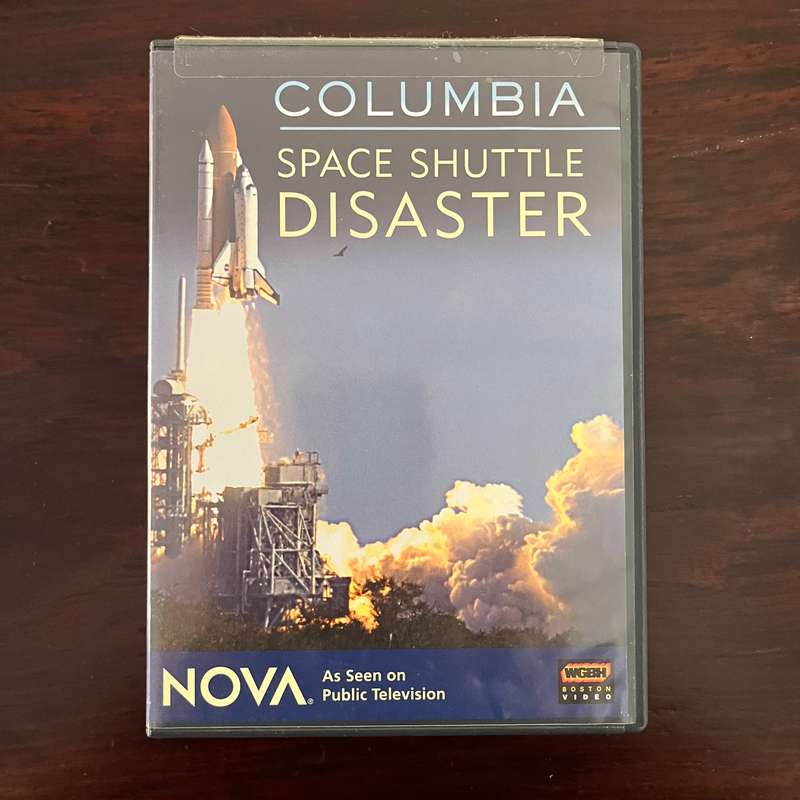 COLUMBIA
SPACE SHUTTLE
DISASTER
NOVA®
As Seen on
Public Television
WGBH
BOSTON
VIDEO